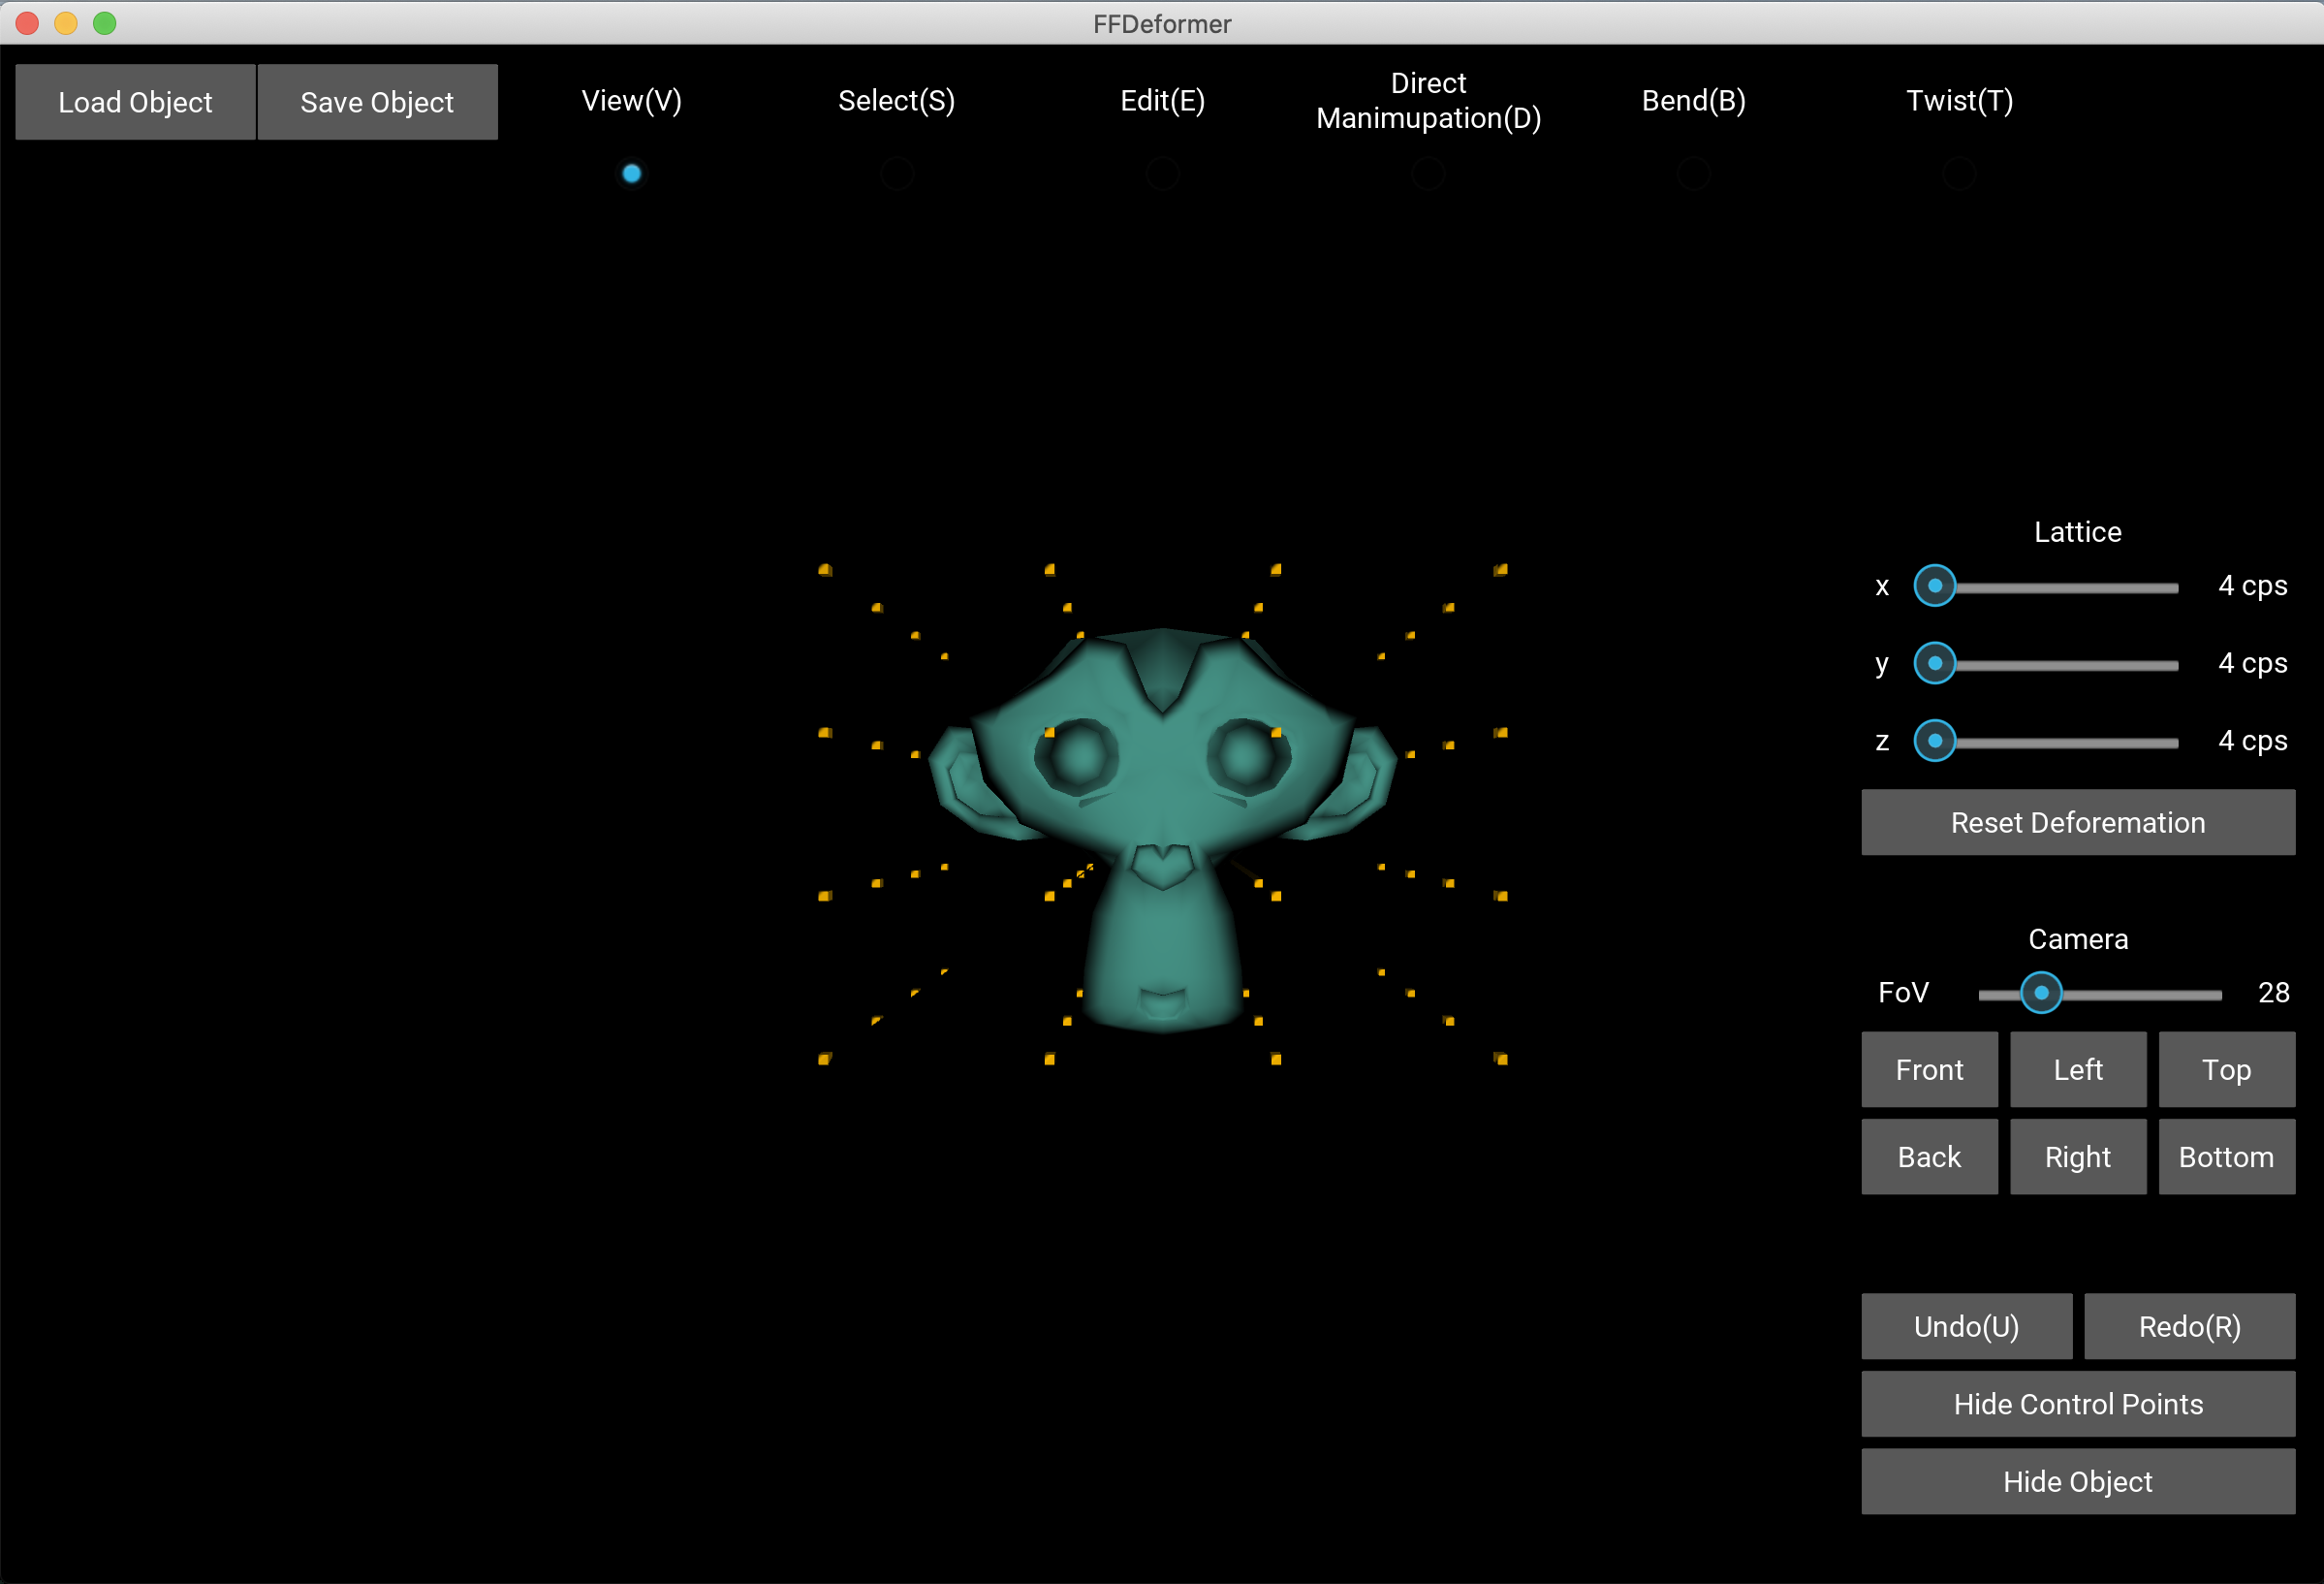 FFDeformer
Load Object
Save Object
View(V)
Select(S)
Edit(E)
Direct
Manimupation(D)
Bend(B)
Twist(T)
Lattice
x
4 cps
y
4 cps
z
4 cps
Reset Deforemation
Camera
FoV
28
Front
Left
Top
Back
Right
Bottom
Undo(U)
Redo(R)
Hide Control Points
Hide Object